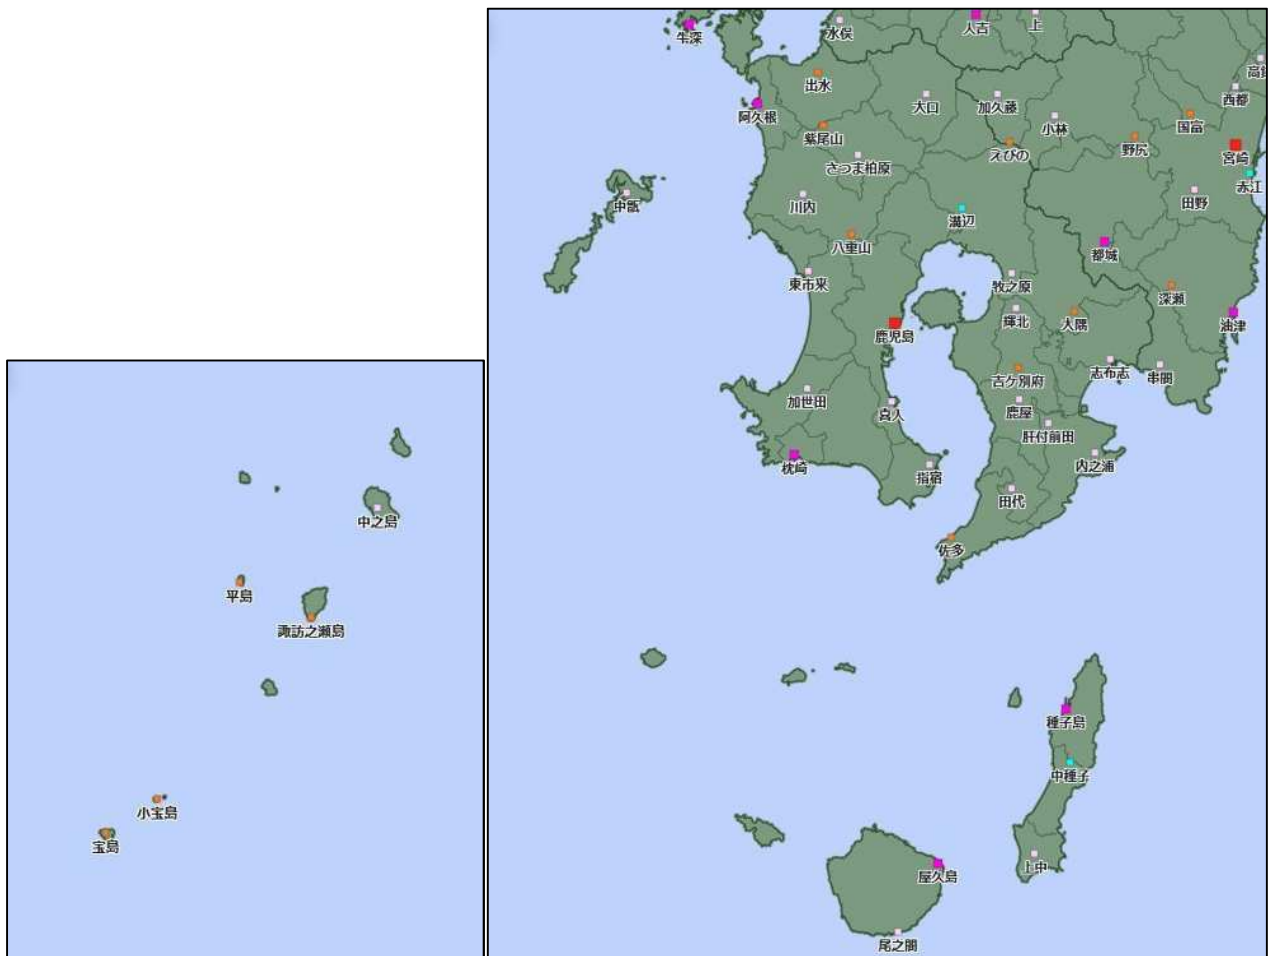 牛深
水俣
人吉
上
高鍋
出水
大口
加久藤
西都
阿久根
小林
国富
紫尾山
えびの
野尻
宮崎
さつま柏原
赤江
中甑
川内
溝辺
田野
八重山
都城
東市来
牧之原
深瀬
鹿児島
輝北
大隅
油津
吉ケ別府
志布志
串間
加世田
喜入
鹿屋
肝付前田
枕崎
指宿
内之浦
田代
佐多
中之島
平島
諏訪之瀬島
小宝島
宝島
種子島
中種子
上中
屋久島
尾之間